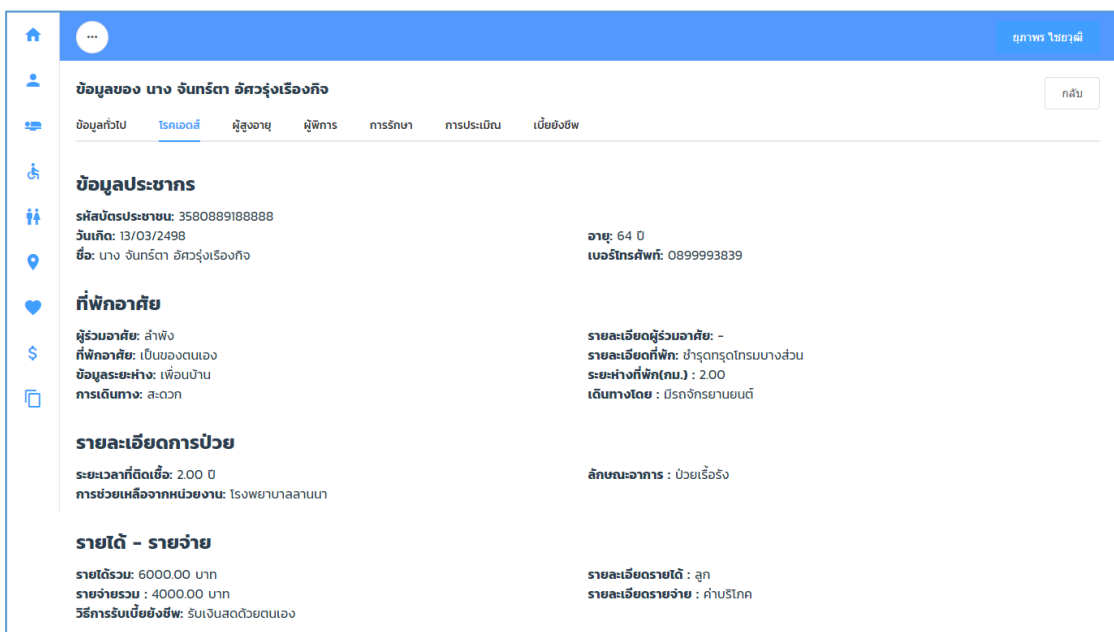 ...
ยุภาพร ไชยวุฒิ
ข้อมูลของ นาง จันทร์ตา อัศวรุ่งเรืองกิจ
กลับ
ข้อมูลทั่วไป โรคเอดส์ ผู้สูงอายุ ผู้พิการ การรักษา การประเมิณ เบี้ยยังชีพ
ข้อมูลประชากร
รหัสบัตรประชาชน: 3580889188888
วันเกิด: 13/03/2498 อายุ: 64 ปี
ชื่อ: นาง จันทร์ตา อัศวรุ่งเรืองกิจ เบอร์โทรศัพท์: 0899993839
ที่พักอาศัย
ผู้ร่วมอาศัย: ลำพัง รายละเอียดผู้ร่วมอาศัย: -
ที่พักอาศัย: เป็นของตนเอง รายละเอียดที่พัก: ชำรุดทรุดโทรมบางส่วน
ข้อมูลระยะห่าง: เพื่อนบ้าน ระยะห่างที่พัก(กม.) : 2.00
การเดินทาง: สะดวก เดินทางโดย : มีรถจักรยานยนต์
รายละเอียดการป่วย
ระยะเวลาที่ติดเชื้อ: 2.00 ปี ลักษณะอาการ : ป่วยเรื้อรัง
การช่วยเหลือจากหน่วยงาน: โรงพยาบาลลานนา
รายได้ - รายจ่าย
รายได้รวม: 6000.00 บาท รายละเอียดรายได้ : ลูก
รายจ่ายรวม : 4000.00 บาท รายละเอียดรายจ่าย : ค่าบริโภค
วิธีการรับเบี้ยยังชีพ: รับเงินสดด้วยตนเอง